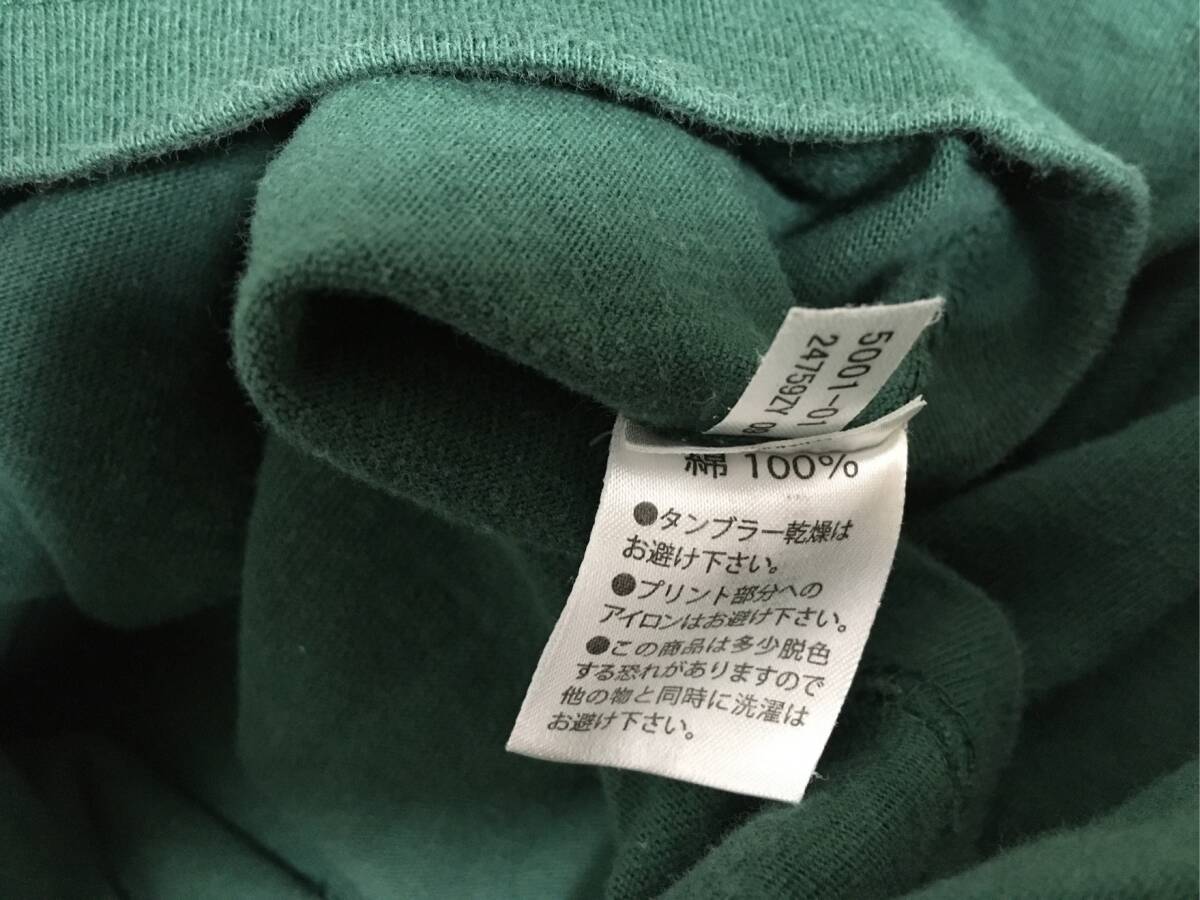 5001-01
24759ZY 09
綿 100%
●タンブラー乾燥は
お避け下さい。
●プリント部分への
アイロンはお避け下さい。
●この商品は多少脱色
する恐れがありますので
他の物と同時に洗濯は
お避け下さい。